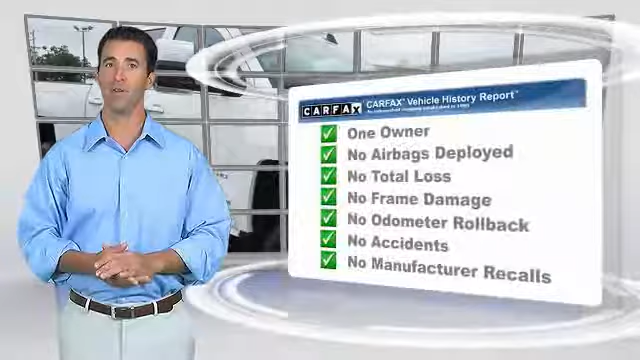 CARFAX CARFAX® Vehicle History Report™
One Owner
No Airbags Deployed
No Total Loss
No Frame Damage
No Odometer Rollback
No Accidents
No Manufacturer Recalls